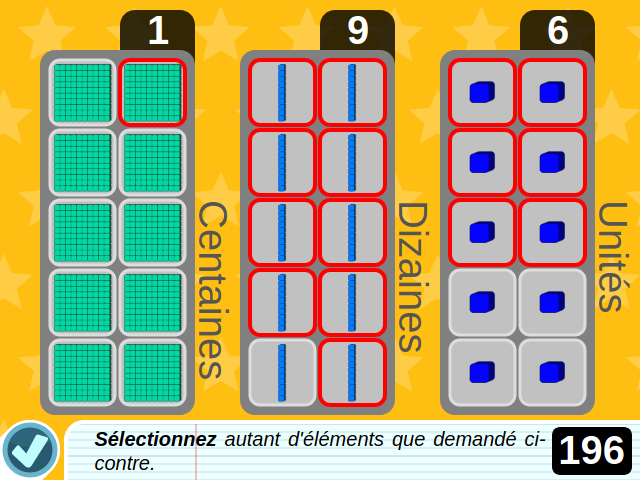 1
9
6
Centaines
Dizaines
Unités
Sélectionnez autant d'éléments que demandé ci-
contre.
196